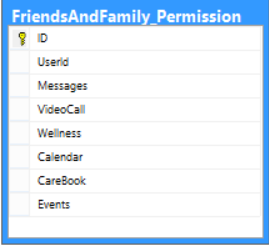 FriendsAndFamily_Permission
ID
UserId
Messages
VideoCall
Wellness
Calendar
CareBook
Events